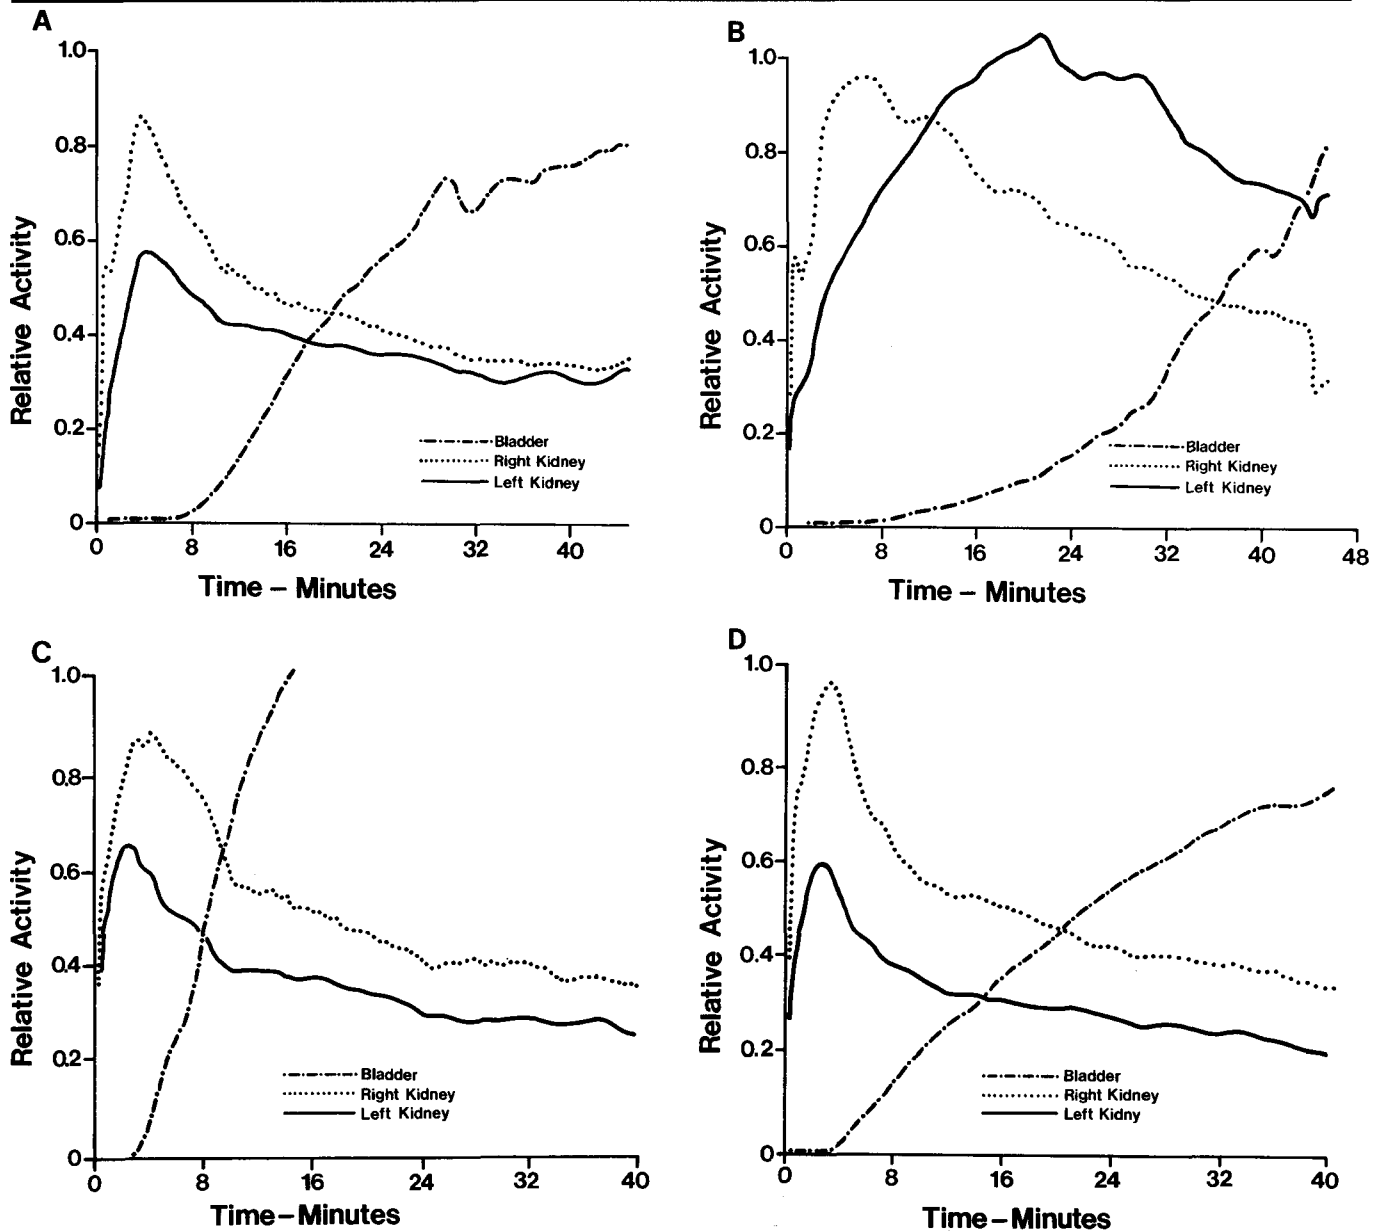 A
1.0
0.8
0.6
0.4
0.2
0
Relative Activity
Bladder
Right Kidney
Left Kidney
0 8 16 24 32 40
Time – Minutes
B
1.0
0.8
0.6
0.4
0.2
0
Relative Activity
Bladder
Right Kidney
Left Kidney
0 8 16 24 32 40 48
Time – Minutes
C
1.0
0.8
0.6
0.4
0.2
0
Relative Activity
Bladder
Right Kidney
Left Kidney
0 8 16 24 32 40
Time–Minutes
D
1.0
0.8
0.6
0.4
0.2
0
Relative Activity
Bladder
Right Kidney
Left Kidny
0 8 16 24 32 40
Time–Minutes